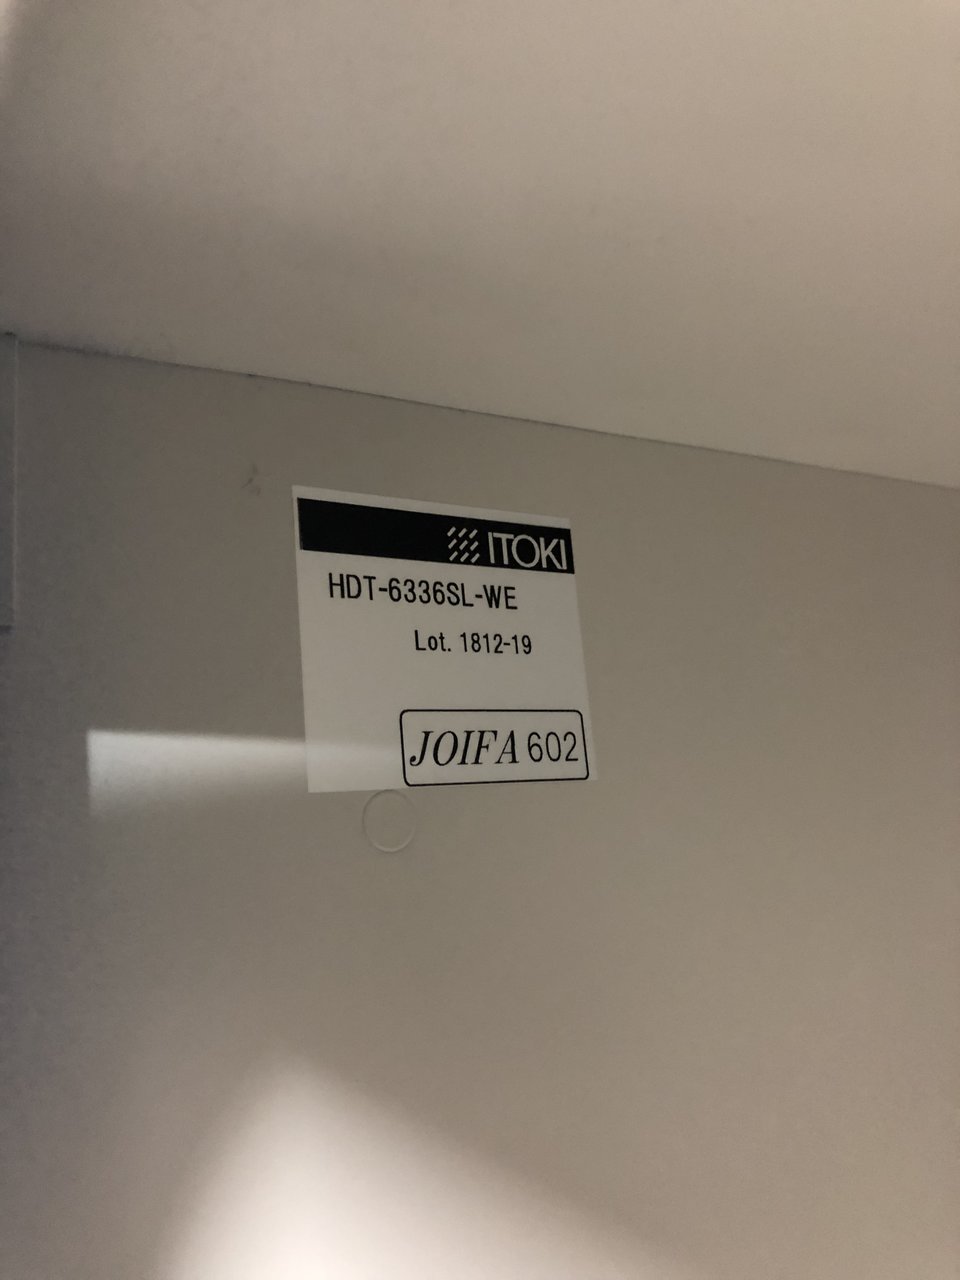 ITOKI
HDT-6336SL-WE
Lot. 1812-19
JOIFA 602